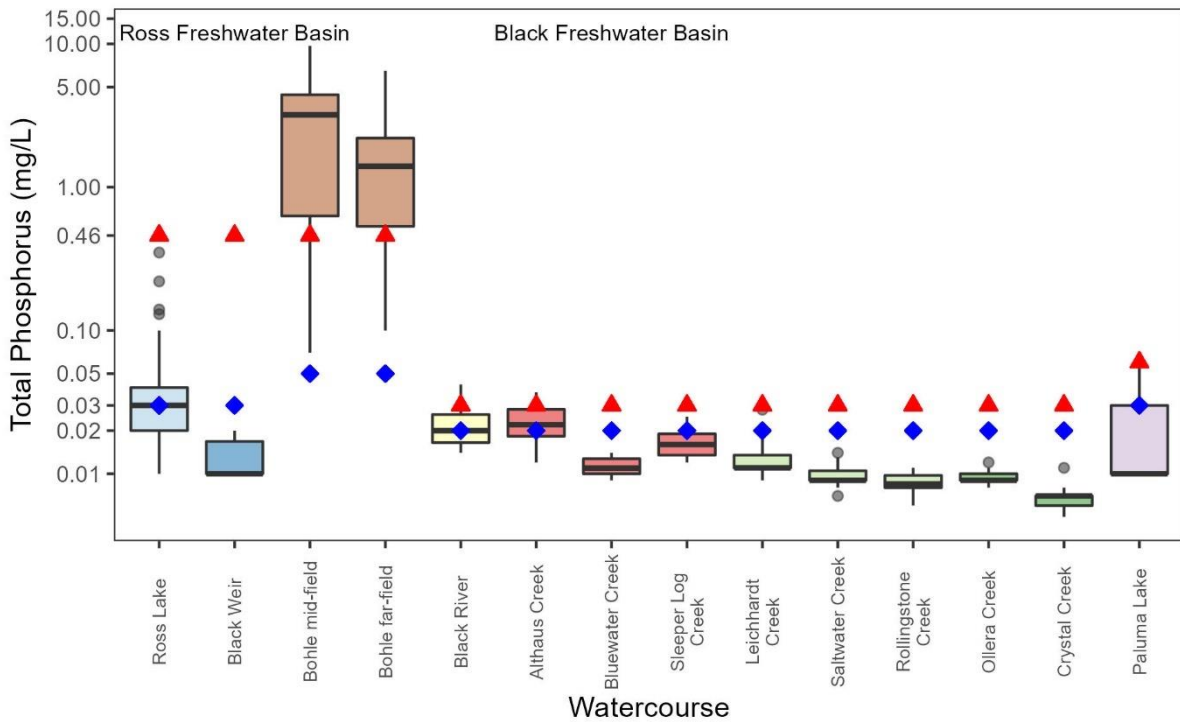 Ross Freshwater Basin
Black Freshwater Basin
Total Phosphorus (mg/L)
15.00
10.00
5.00
1.00
0.46
0.10
0.05
0.03
0.02
0.01
Ross Lake
Black Weir
Bohle mid-field
Bohle far-field
Black River
Althaus Creek
Bluewater Creek
Sleeper Log
Creek
Leichhardt
Creek
Saltwater Creek
Rollingstone
Creek
Ollera Creek
Crystal Creek
Paluma Lake
Watercourse